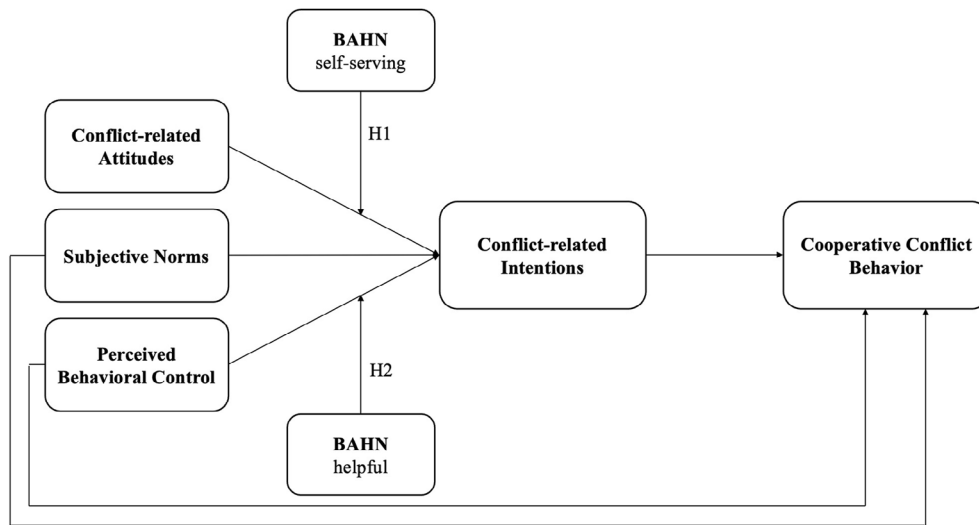 BAHN
self-serving
H1
Conflict-related
Attitudes
Subjective Norms
Perceived
Behavioral Control
Conflict-related
Intentions
Cooperative Conflict
Behavior
H2
BAHN
helpful